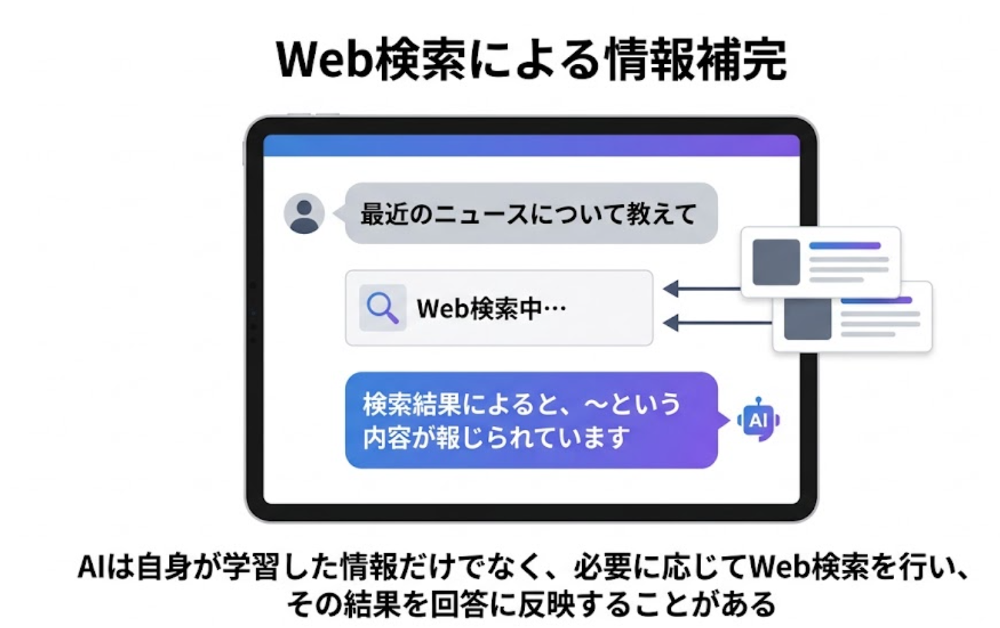 Web検索による情報補完
最近のニュースについて教えて
Web検索中…
検索結果によると、～という
内容が報じられています
AI
AIは自身が学習した情報だけでなく、必要に応じてWeb検索を行い、
その結果を回答に反映することがある